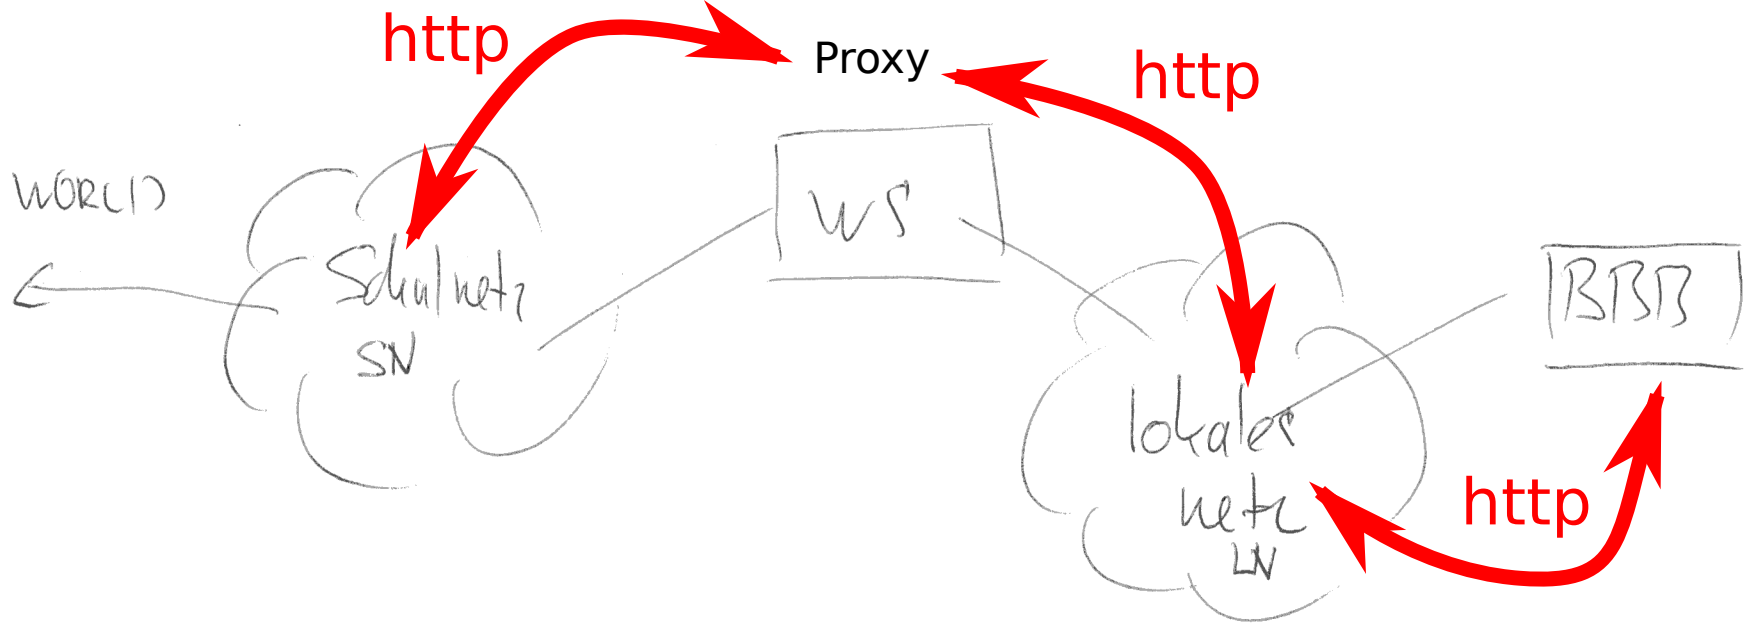 http
Proxy
http
WORLD
WS
Schulnetz
SN
BBB
lokales
netz
LN
http